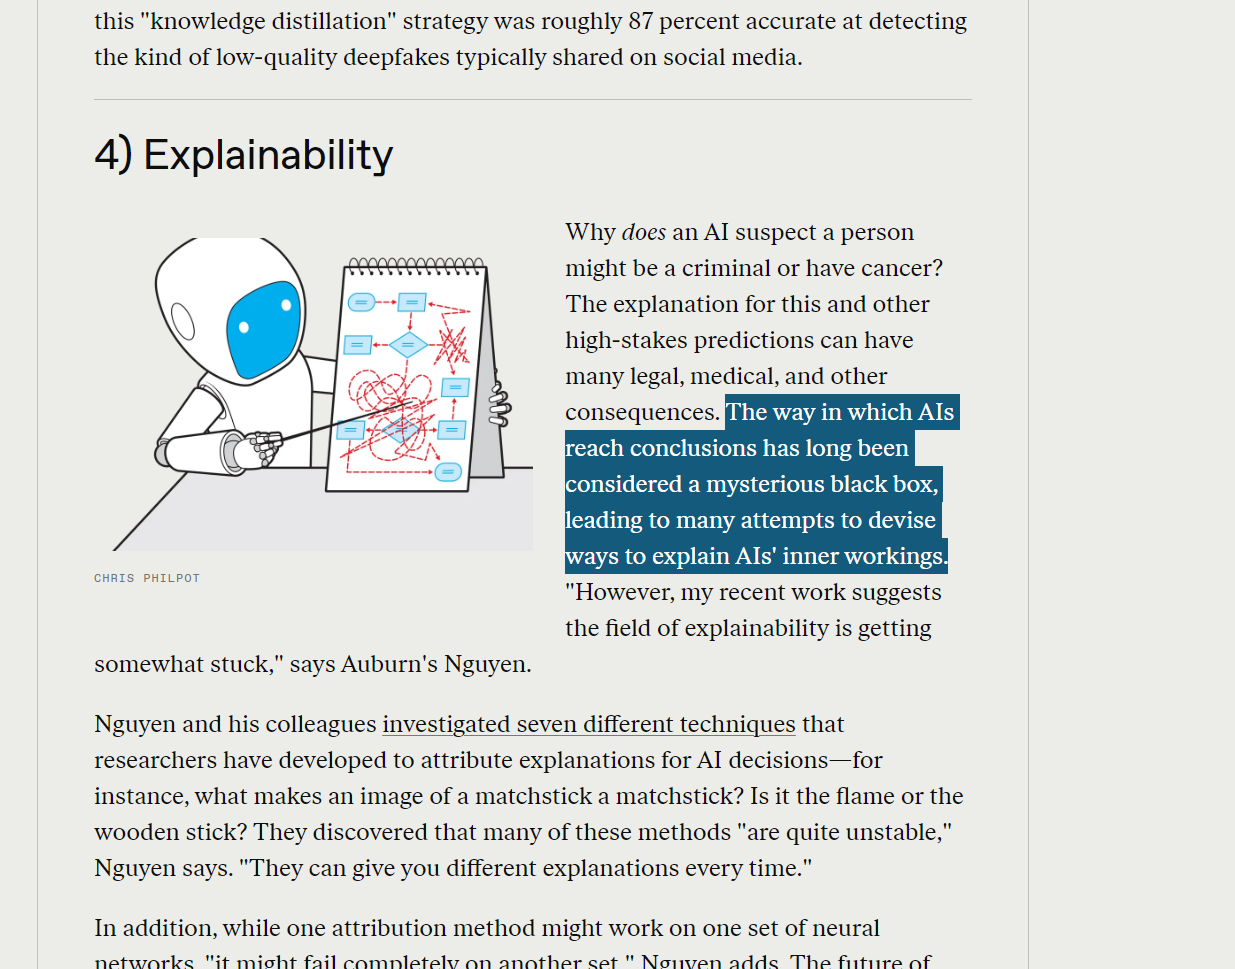 this "knowledge distillation" strategy was roughly 87 percent accurate at detecting
the kind of low-quality deepfakes typically shared on social media.
4) Explainability
CHRIS PHILPOT
Why does an AI suspect a person
might be a criminal or have cancer?
The explanation for this and other
high-stakes predictions can have
many legal, medical, and other
consequences. The way in which AIs
reach conclusions has long been
considered a mysterious black box,
leading to many attempts to devise
ways to explain AIs' inner workings.
"However, my recent work suggests
the field of explainability is getting
somewhat stuck," says Auburn's Nguyen.
Nguyen and his colleagues investigated seven different techniques that
researchers have developed to attribute explanations for AI decisions—for
instance, what makes an image of a matchstick a matchstick? Is it the flame or the
wooden stick? They discovered that many of these methods "are quite unstable,"
Nguyen says. "They can give you different explanations every time."
In addition, while one attribution method might work on one set of neural
networks, "it might fail completely on another set," Nguyen adds. The future of